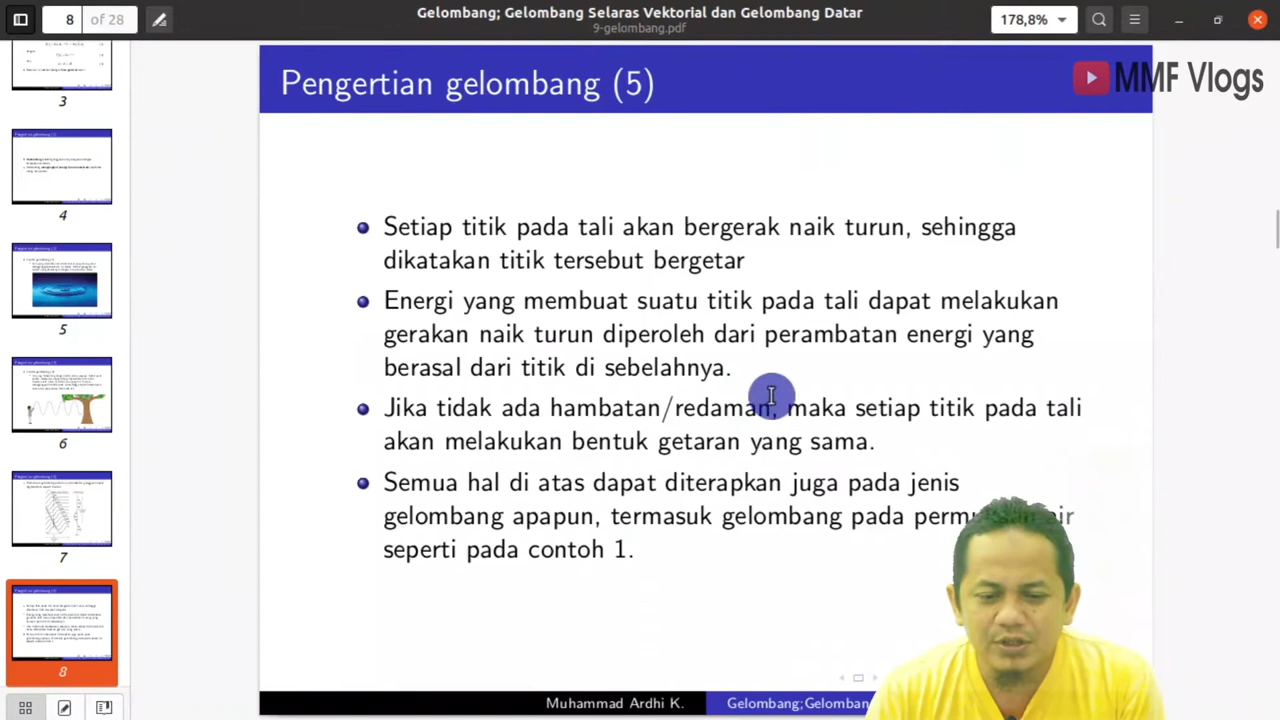 8 of 28
Gelombang; Gelombang Selaras Vektorial dan Gelombang Datar
9-gelombang.pdf
178,8%
MMF Vlogs
Pengertian gelombang (5)
Setiap titik pada tali akan bergerak naik turun, sehingga
dikatakan titik tersebut bergetar
Energi yang membuat suatu titik pada tali dapat melakukan
gerakan naik turun diperoleh dari perambatan energi yang
berasal dari titik di sebelahnya.
Jika tidak ada hambatan/redaman, maka setiap titik pada tali
akan melakukan bentuk getaran yang sama.
Semua hal di atas dapat diterapkan juga pada jenis
gelombang apapun, termasuk gelombang pada permukaan air
seperti pada contoh 1.
Muhammad Ardhi K.
Gelombang;Gelomban
3
4
5
6
7
8